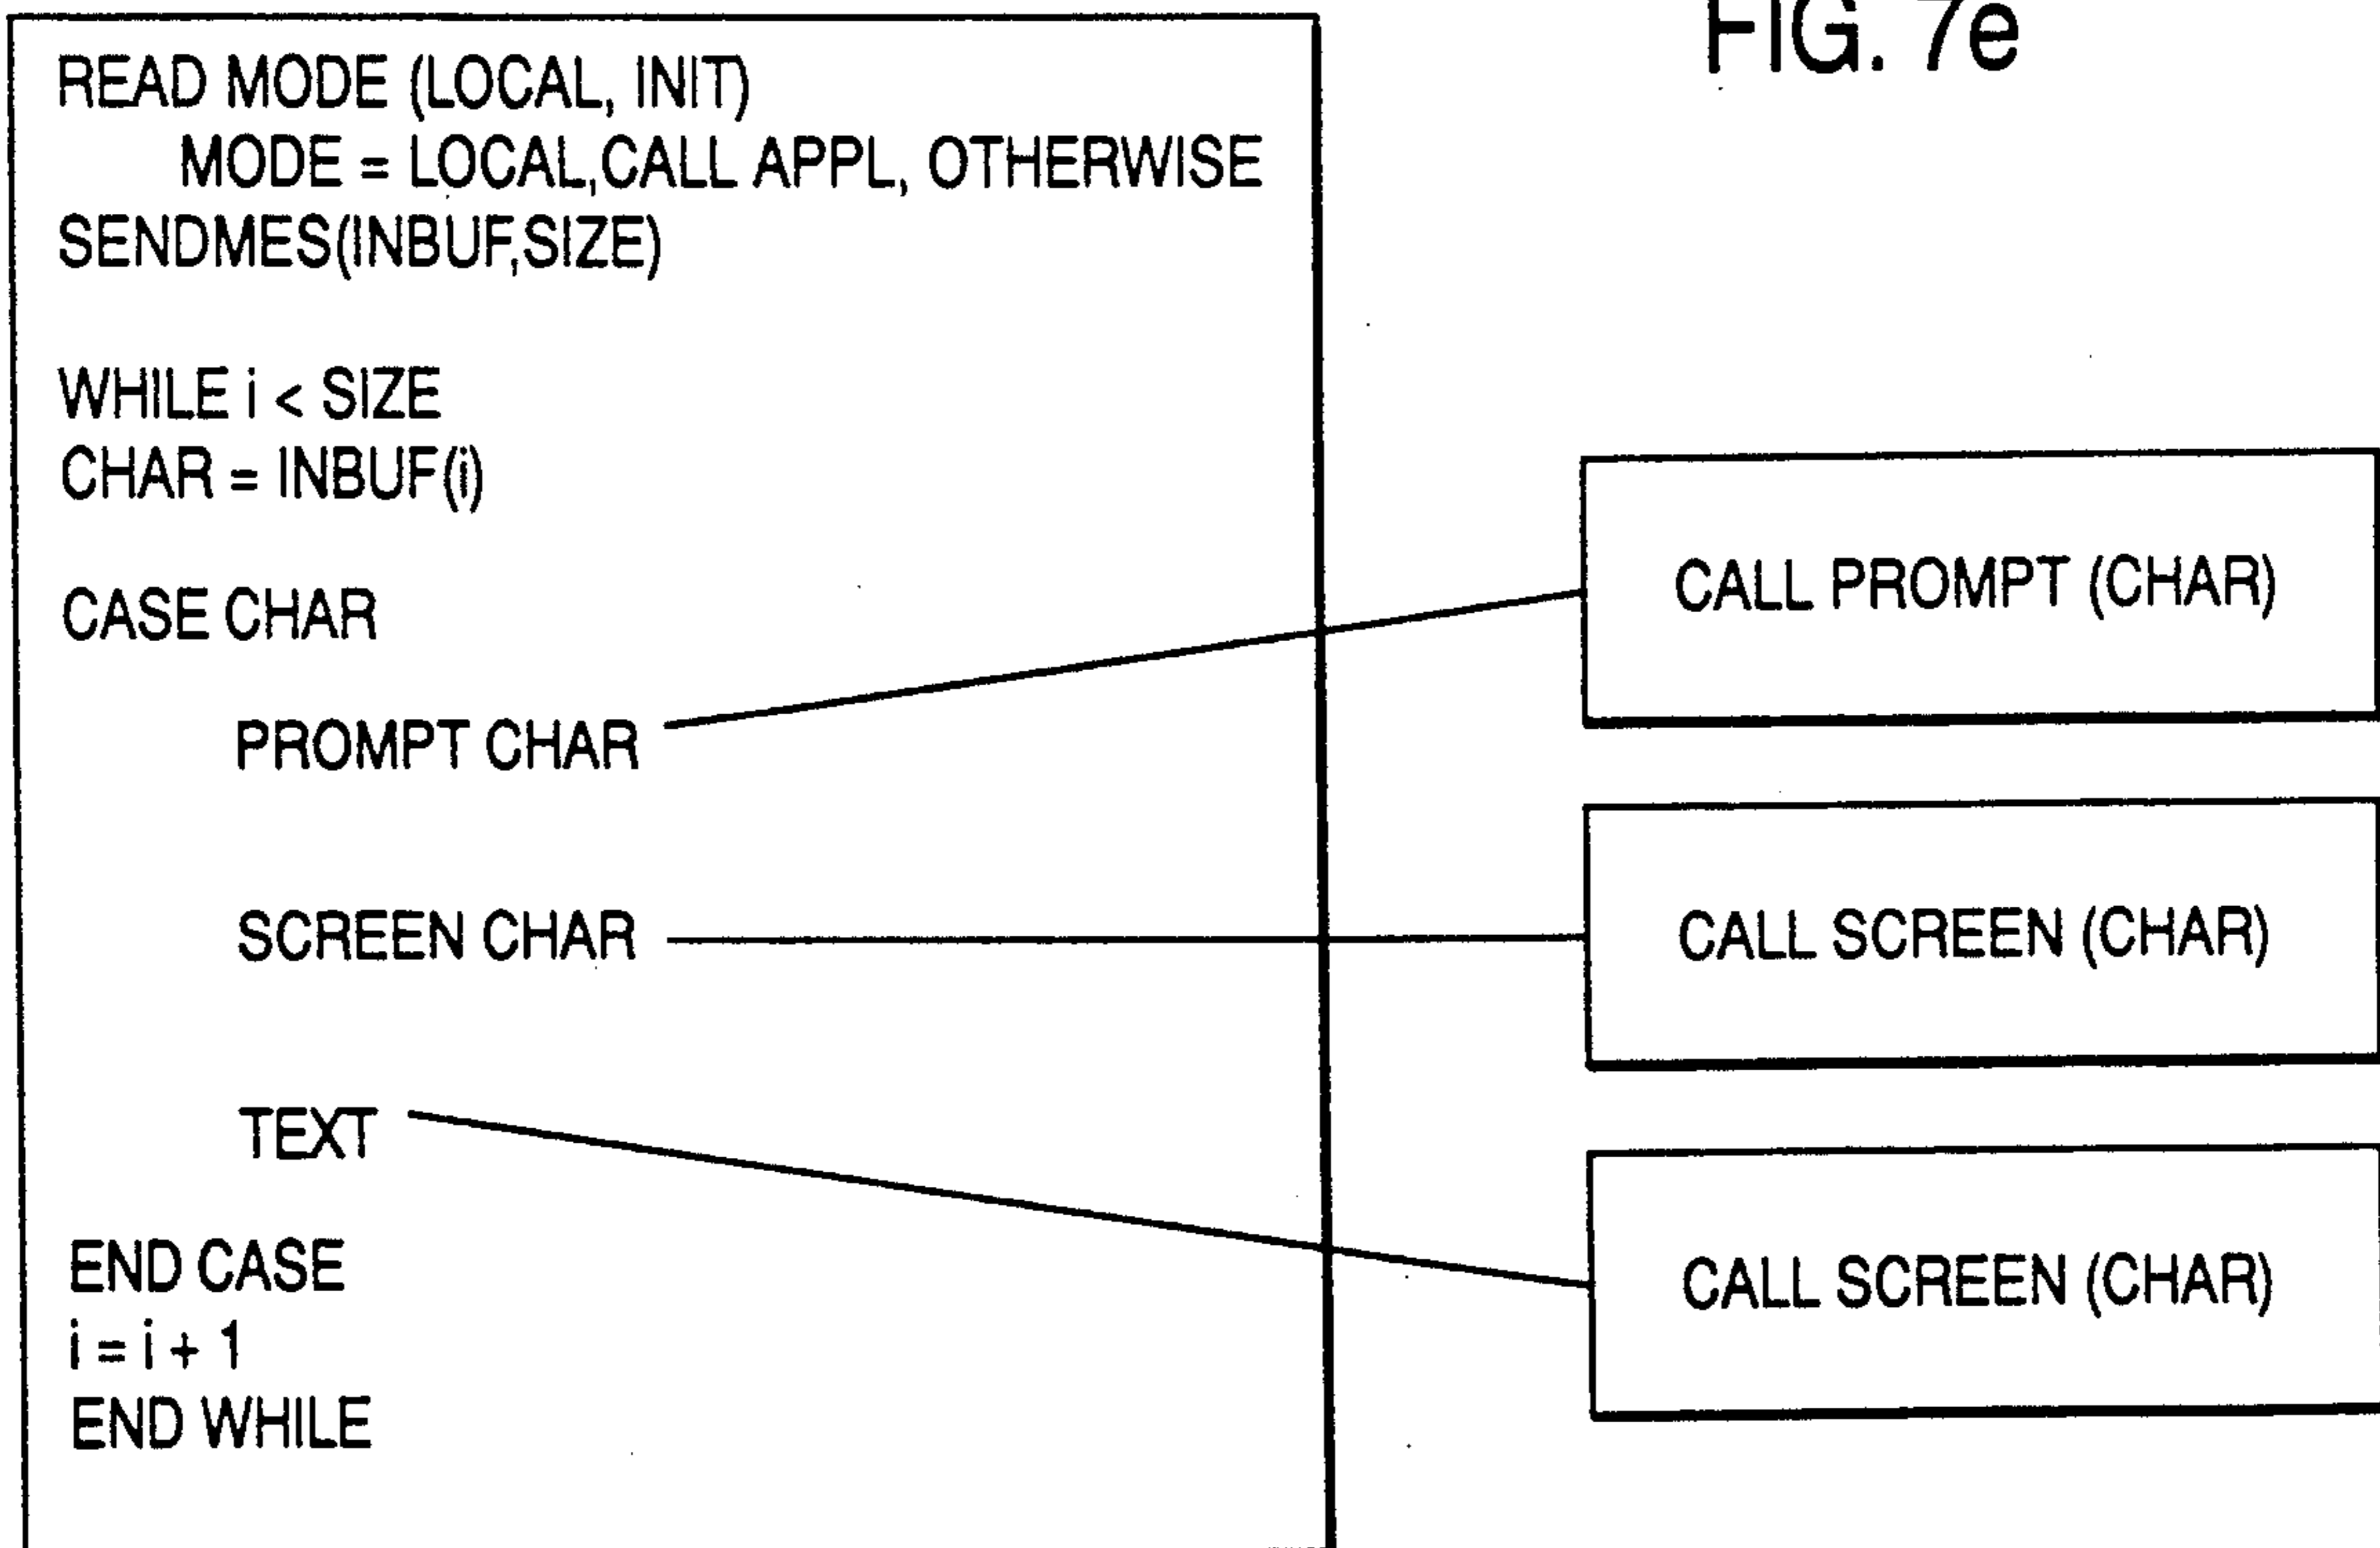 FIG. 7e
READ MODE (LOCAL, INIT)
MODE = LOCAL,CALL APPL, OTHERWISE
SENDMES(INBUF,SIZE)
WHILE i < SIZE
CHAR = INBUF(i)
CASE CHAR
PROMPT CHAR
SCREEN CHAR
TEXT
END CASE
i = i + 1
END WHILE
CALL PROMPT (CHAR)
CALL SCREEN (CHAR)
CALL SCREEN (CHAR)